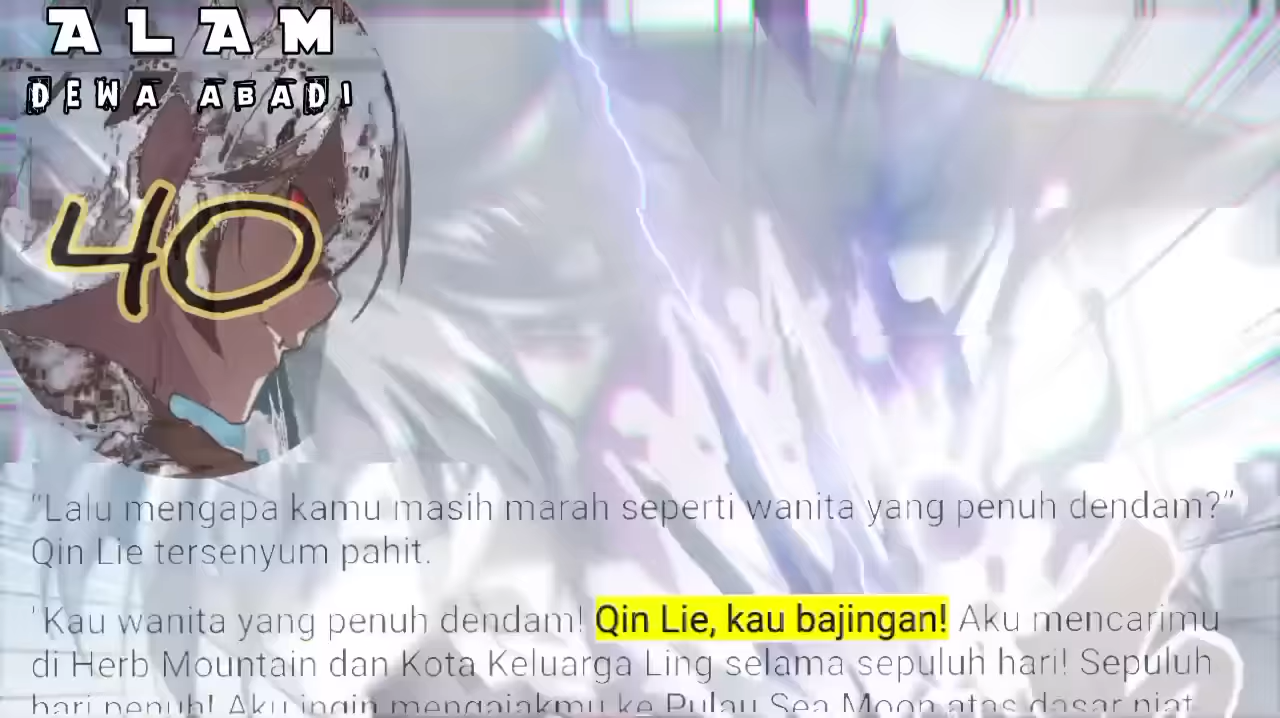 ALAM
DEWA ABADI
40
“Lalu mengapa kamu masih marah seperti wanita yang penuh dendam?”
Qin Lie tersenyum pahit.
'Kau wanita yang penuh dendam! Qin Lie, kau bajingan! Aku mencarimu
di Herb Mountain dan Kota Keluarga Ling selama sepuluh hari! Sepuluh
hari penuh! Aku ingin mengajakmu ke Pulau Sea Moon atas dasar niat